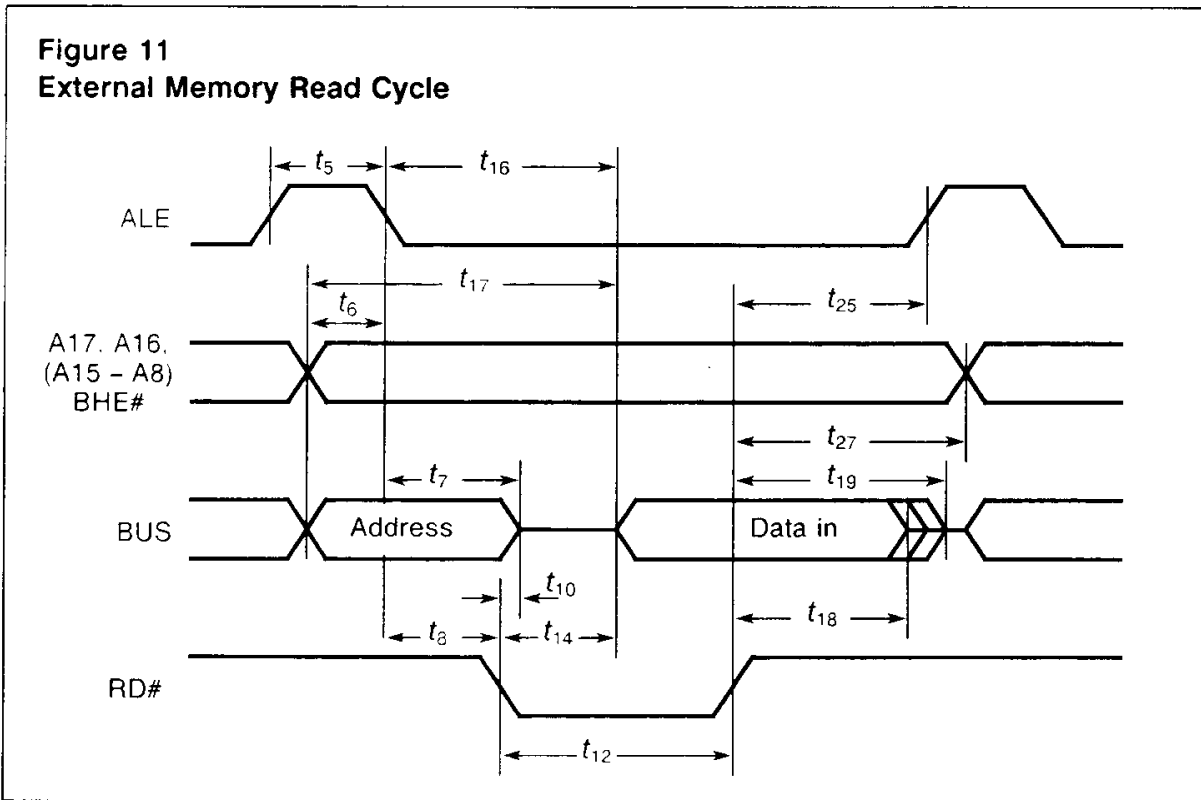 Figure 11
External Memory Read Cycle
t5
t16
ALE
t17
t6
t25
A17, A16,
(A15 – A8)
BHE#
t27
t7
t19
BUS
Address
Data in
t10
t18
t8
t14
RD#
t12